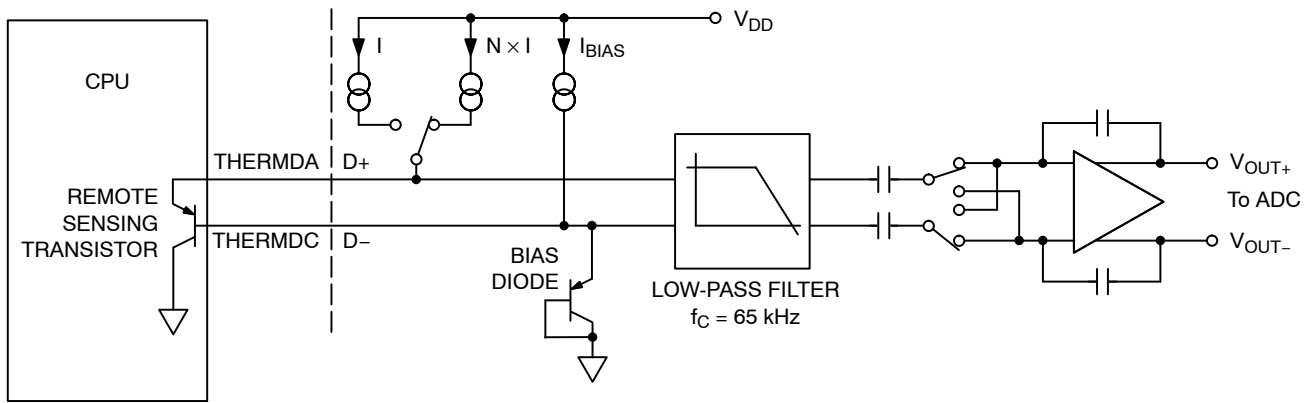 V_DD
I
N × I
I_BIAS
CPU
THERMDA
D+
REMOTE
SENSING
TRANSISTOR
THERMDC
D−
BIAS
DIODE
LOW-PASS FILTER
f_C = 65 kHz
V_OUT+
To ADC
V_OUT−